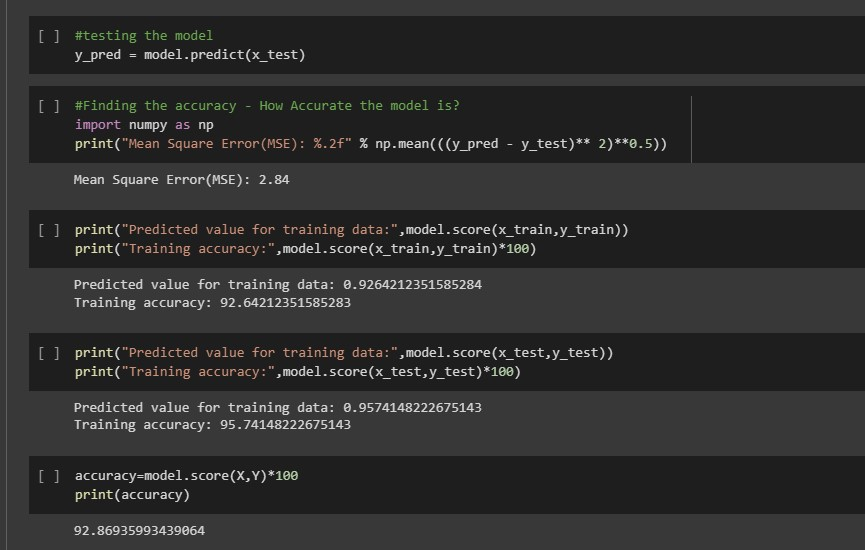 [ ] #testing the model
y_pred = model.predict(x_test)
[ ] #Finding the accuracy - How Accurate the model is?
import numpy as np
print("Mean Square Error(MSE): %.2f" % np.mean(((y_pred - y_test)** 2)**0.5))
Mean Square Error(MSE): 2.84
[ ] print("Predicted value for training data:",model.score(x_train,y_train))
print("Training accuracy:",model.score(x_train,y_train)*100)
Predicted value for training data: 0.9264212351585284
Training accuracy: 92.64212351585283
[ ] print("Predicted value for training data:",model.score(x_test,y_test))
print("Training accuracy:",model.score(x_test,y_test)*100)
Predicted value for training data: 0.9574148222675143
Training accuracy: 95.74148222675143
[ ] accuracy=model.score(X,Y)*100
print(accuracy)
92.86935993439064